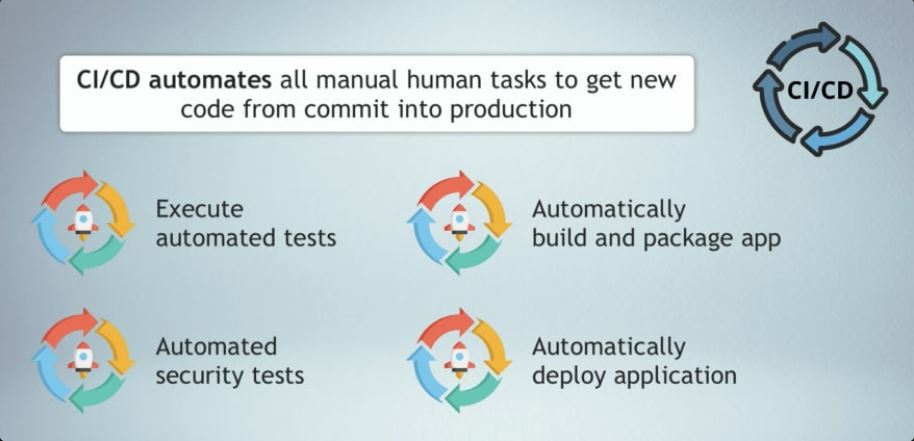 CI/CD automates all manual human tasks to get new
code from commit into production
CI/CD
Execute
automated tests
Automatically
build and package app
Automated
security tests
Automatically
deploy application